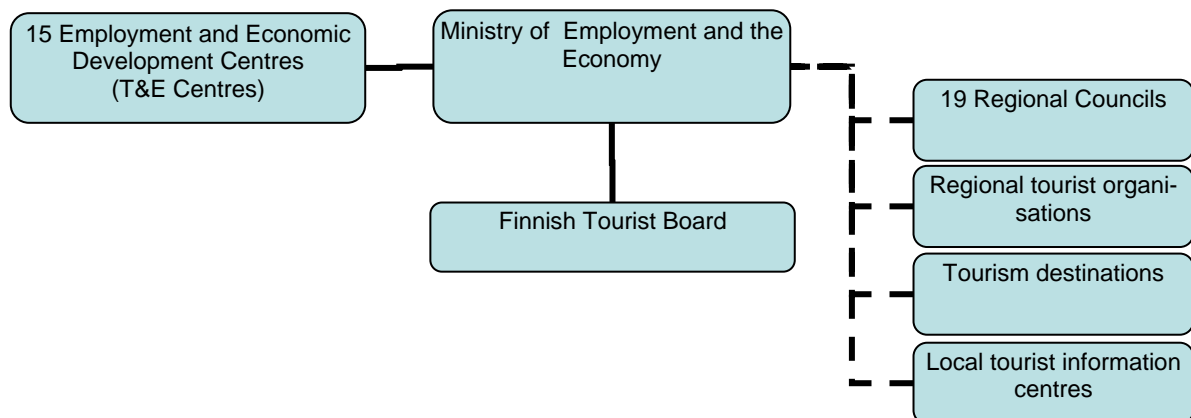 15 Employment and Economic
Development Centres
(T&E Centres)
Ministry of  Employment and the
Economy
Finnish Tourist Board
19 Regional Councils
Regional tourist organi-
sations
Tourism destinations
Local tourist information
centres